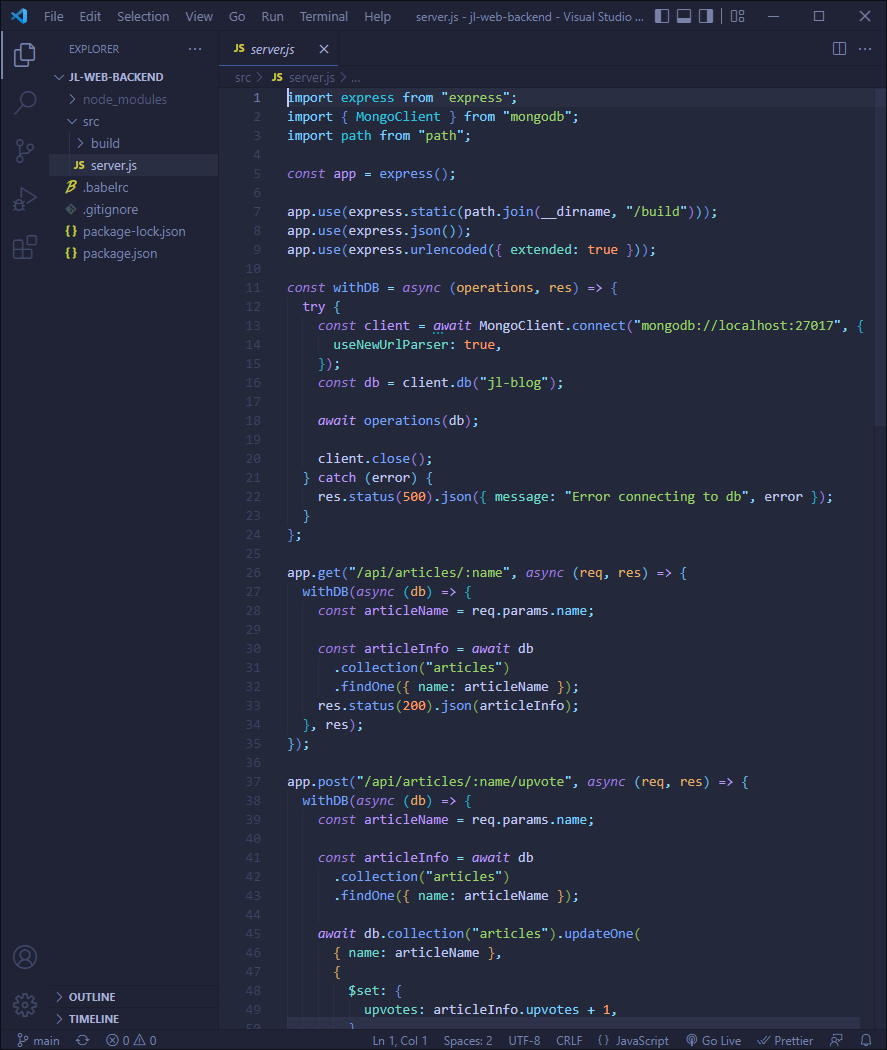 File Edit Selection View Go Run Terminal Help server.js - jl-web-backend - Visual Studio ...
EXPLORER
JL-WEB-BACKEND
node_modules
src
build
JS server.js
.babelrc
.gitignore
{} package-lock.json
{} package.json
OUTLINE
TIMELINE
JS server.js
src > JS server.js > ...
1 import express from "express";
2 import { MongoClient } from "mongodb";
3 import path from "path";
4
5 const app = express();
6
7 app.use(express.static(path.join(__dirname, "/build")));
8 app.use(express.json());
9 app.use(express.urlencoded({ extended: true }));
10
11 const withDB = async (operations, res) => {
12 try {
13 const client = await MongoClient.connect("mongodb://localhost:27017", {
14 useNewUrlParser: true,
15 });
16 const db = client.db("jl-blog");
17
18 await operations(db);
19
20 client.close();
21 } catch (error) {
22 res.status(500).json({ message: "Error connecting to db", error });
23 }
24 };
25
26 app.get("/api/articles/:name", async (req, res) => {
27 withDB(async (db) => {
28 const articleName = req.params.name;
29
30 const articleInfo = await db
31 .collection("articles")
32 .findOne({ name: articleName });
33 res.status(200).json(articleInfo);
34 }, res);
35 });
36
37 app.post("/api/articles/:name/upvote", async (req, res) => {
38 withDB(async (db) => {
39 const articleName = req.params.name;
40
41 const articleInfo = await db
42 .collection("articles")
43 .findOne({ name: articleName });
44
45 await db.collection("articles").updateOne(
46 { name: articleName },
47 {
48 $set: {
49 upvotes: articleInfo.upvotes + 1,
50 }
main 0 0 Ln 1, Col 1 Spaces: 2 UTF-8 CRLF {} JavaScript Go Live Prettier